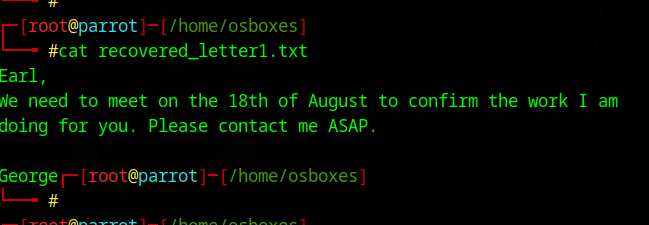 #
┌─[root@parrot]─[/home/osboxes]
└──╼ #cat recovered_letter1.txt
Earl,
We need to meet on the 18th of August to confirm the work I am
doing for you. Please contact me ASAP.

George┌─[root@parrot]─[/home/osboxes]
└──╼ #
┌─[root@parrot]─[/home/osboxes]